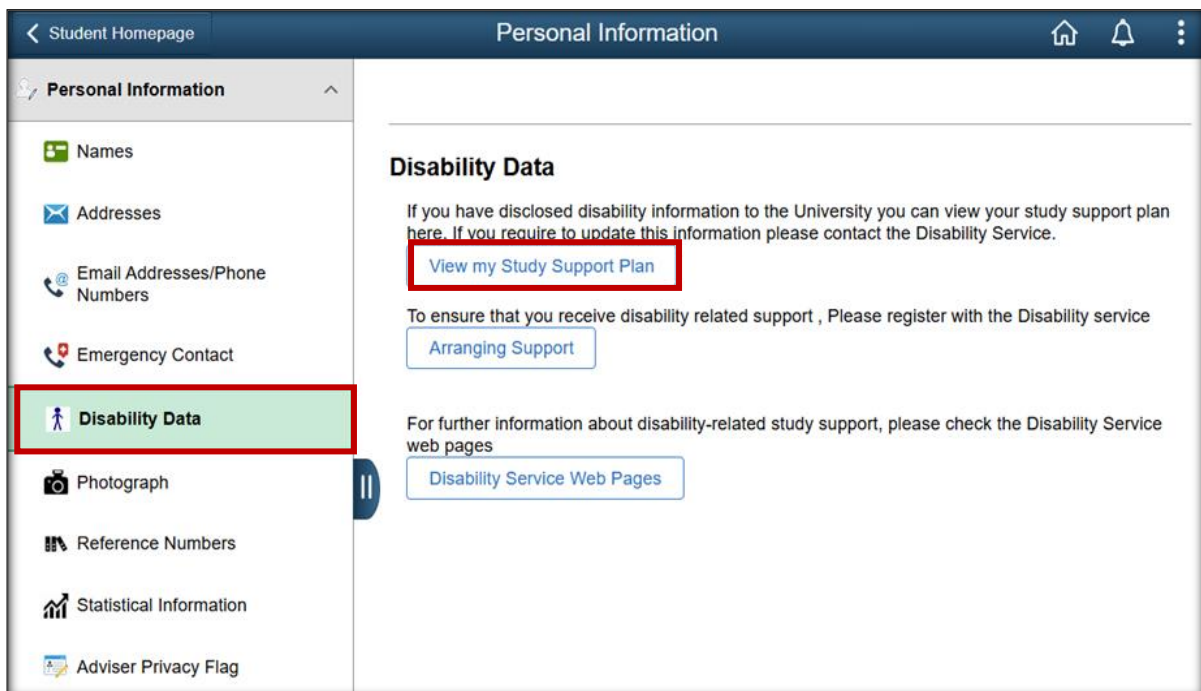 Student Homepage
Personal Information
Personal Information
Names
Addresses
Email Addresses/Phone
Numbers
Emergency Contact
Disability Data
Photograph
Reference Numbers
Statistical Information
Adviser Privacy Flag
Disability Data
If you have disclosed disability information to the University you can view your study support plan
here. If you require to update this information please contact the Disability Service.
View my Study Support Plan
To ensure that you receive disability related support , Please register with the Disability service
Arranging Support
For further information about disability-related study support, please check the Disability Service
web pages
Disability Service Web Pages